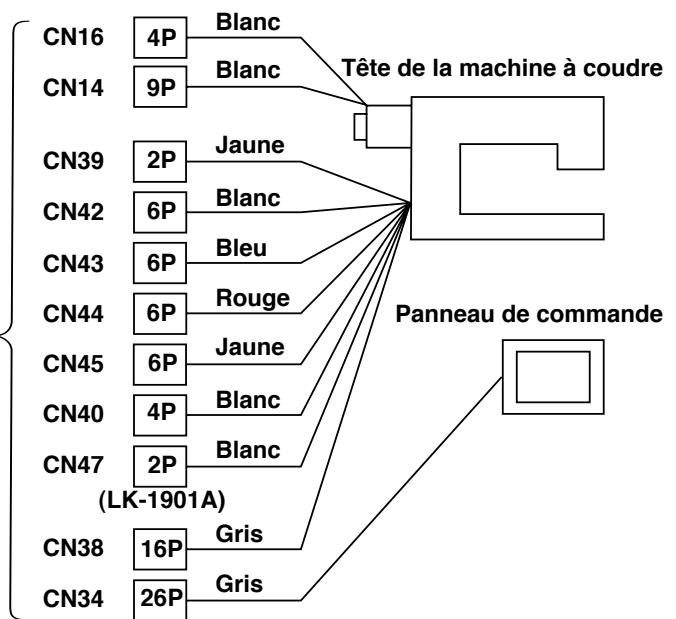 CN16 4P Blanc
CN14 9P Blanc
Tête de la machine à coudre
CN39 2P Jaune
CN42 6P Blanc
CN43 6P Bleu
CN44 6P Rouge
Panneau de commande
CN45 6P Jaune
CN40 4P Blanc
CN47 2P Blanc
(LK-1901A)
CN38 16P Gris
CN34 26P Gris